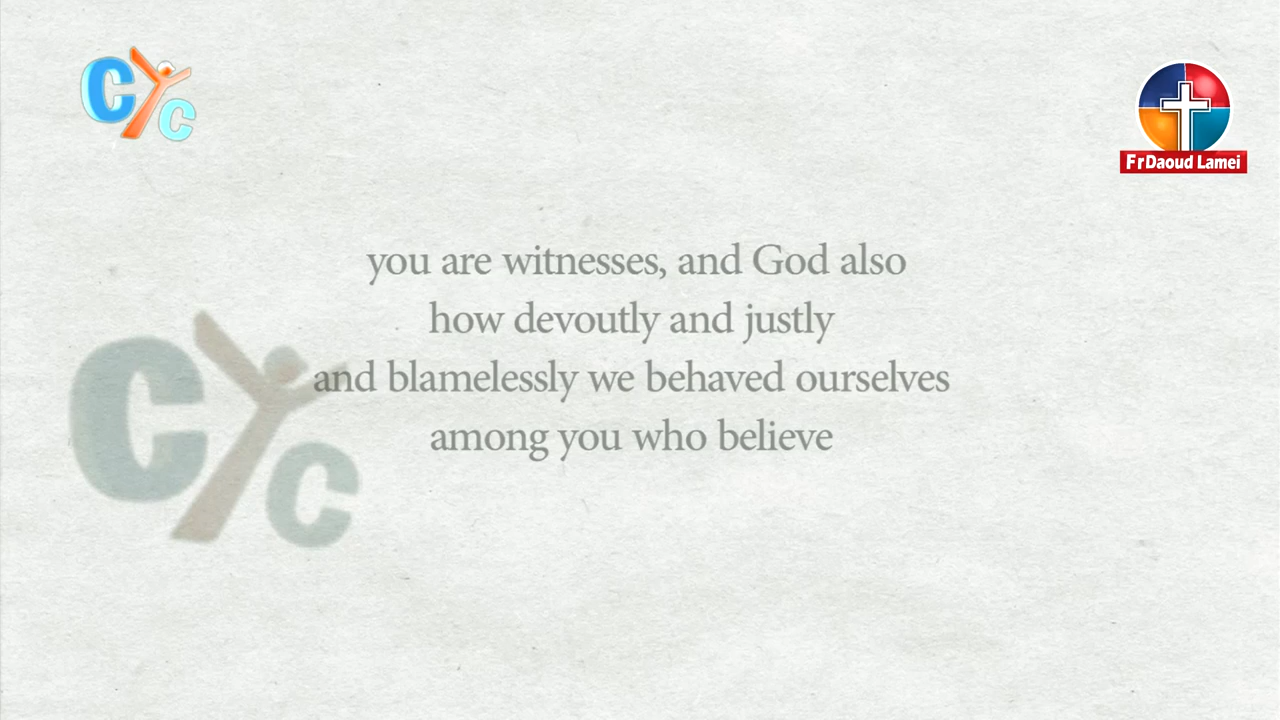 CYC
FrDaoud Lamei
you are witnesses, and God also
how devoutly and justly
and blamelessly we behaved ourselves
among you who believe
CYC